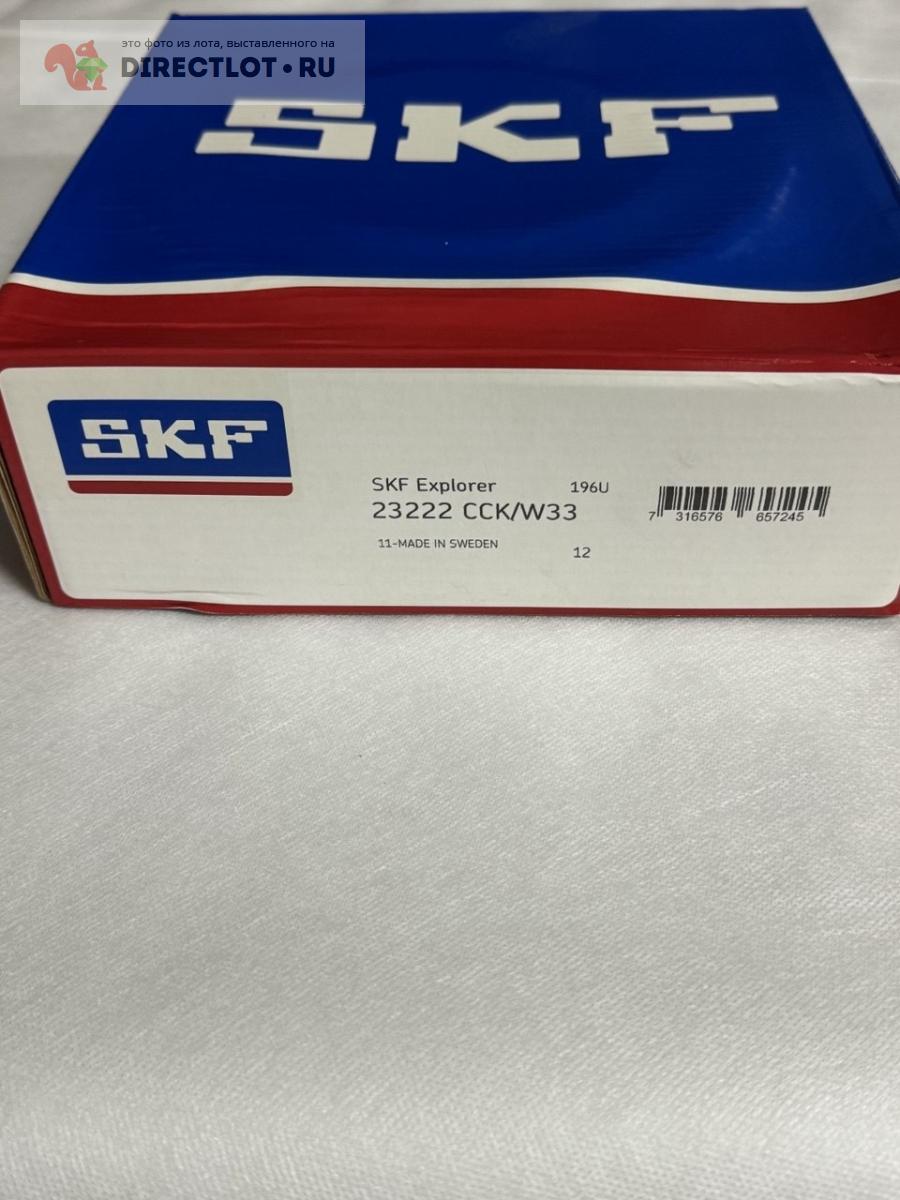 это фото из лота, выставленного на
DIRECTLOT•RU
SKF
SKF
SKF Explorer 196U
23222 CCK/W33
7 316576 657245
11-MADE IN SWEDEN
12